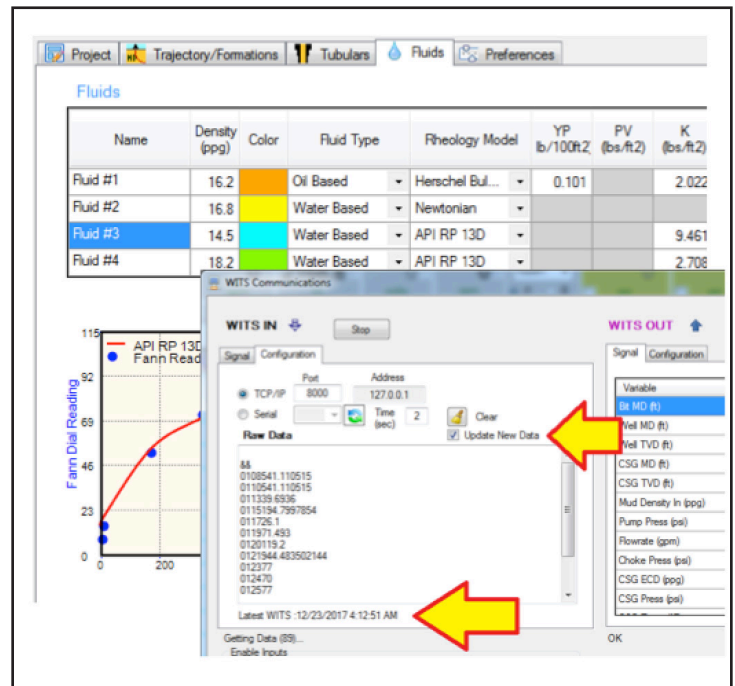 Project Trajectory/Formations Tubulars Fluids Preferences
Fluids
Name Density (ppg) Color Fluid Type Rheology Model YP lb/100ft2 PV (lbs/ft2) K (lbs/ft2)
Fluid #1 16.2 Oil Based Herschel Bul... 0.101 2.022
Fluid #2 16.8 Water Based Newtonian
Fluid #3 14.5 Water Based API RP 13D 9.461
Fluid #4 18.2 Water Based API RP 13D 2.708
WITS Communications
WITS IN Stop
Signal Configuration
Port Address
TCP/IP 8000 127.0.0.1
Serial Time (sec) 2 Clear
Raw Data Update New Data
&&
0108541.110515
0110541.110515
011339.6936
0115194.7997854
011726.1
011971.493
0120119.2
0121944.483502144
012377
012470
012577
Latest WITS :12/23/2017 4:12:51 AM
Getting Data (89)...
Enable Inputs
WITS OUT
Signal Configuration
Variable
Bit MD (ft)
Well MD (ft)
Well TVD (ft)
CSG MD (ft)
CSG TVD (ft)
Mud Density In (ppg)
Pump Press (psi)
Flowrate (gpm)
Choke Press (psi)
CSG ECD (ppg)
CSG Press (psi)
OK
115
92
69
46
23
0
Fann Dial Reading
API RP 13D
Fann Read
0 200